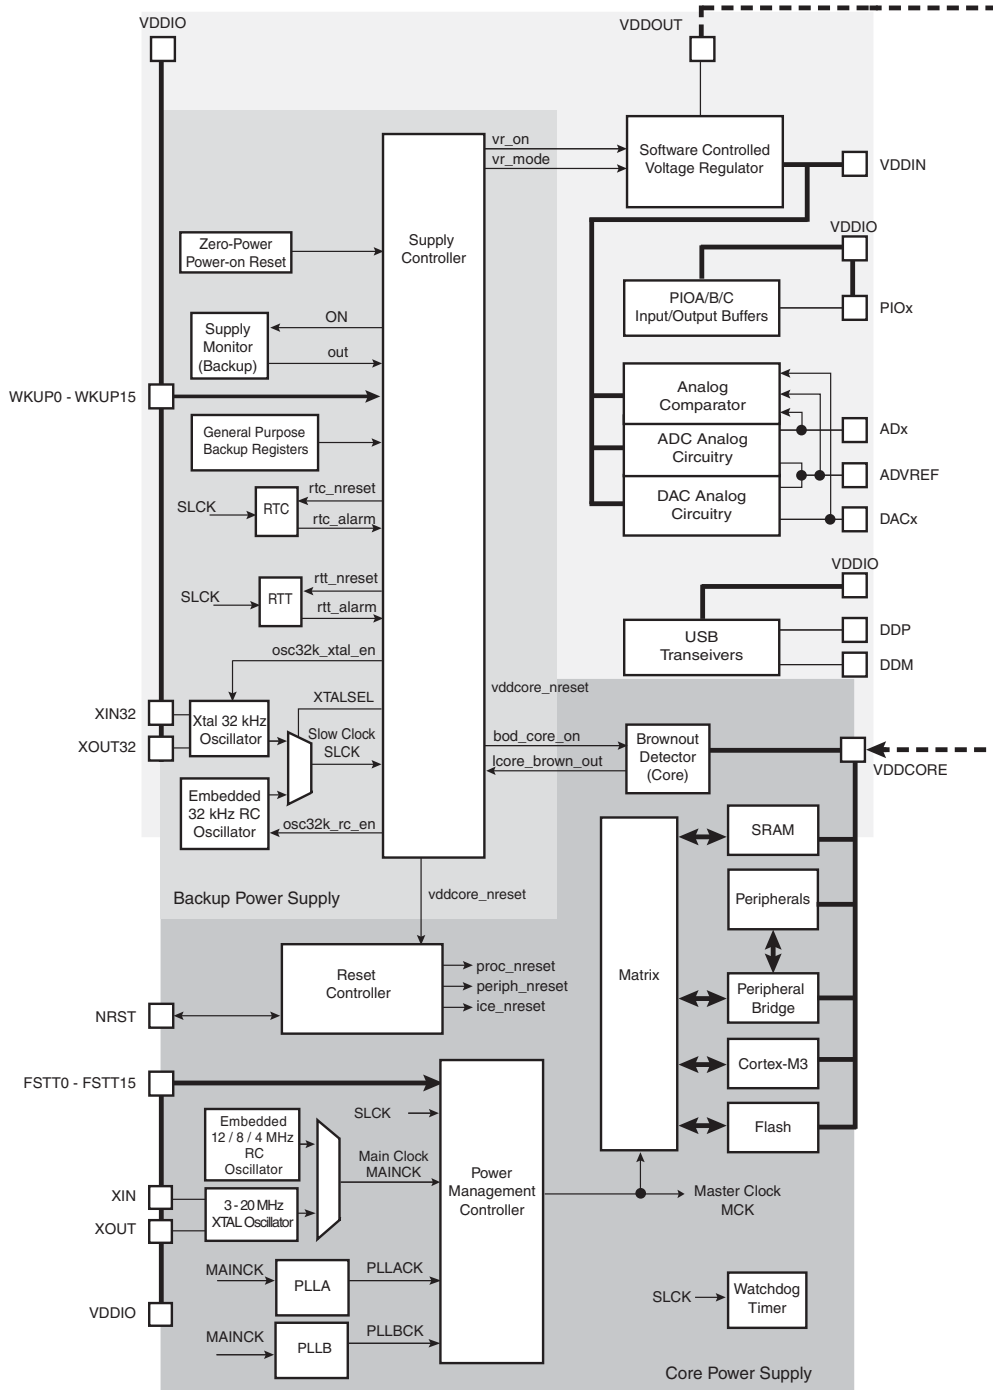 VDDIO
VDDOUT
vr_on
vr_mode
Software Controlled
Voltage Regulator
VDDIN
Zero-Power
Power-on Reset
Supply
Controller
VDDIO
PIOA/B/C
Input/Output Buffers
PIOx
ON
Supply
Monitor
(Backup)
out
WKUP0 - WKUP15
General Purpose
Backup Registers
Analog
Comparator
ADC Analog
Circuitry
DAC Analog
Circuitry
ADx
ADVREF
DACx
SLCK
RTC
rtc_nreset
rtc_alarm
SLCK
RTT
rtt_nreset
rtt_alarm
VDDIO
USB
Transeivers
DDP
DDM
osc32k_xtal_en
XTALSEL
vddcore_nreset
XIN32
XOUT32
Xtal 32 kHz
Oscillator
Slow Clock
SLCK
bod_core_on
lcore_brown_out
Brownout
Detector
(Core)
VDDCORE
Embedded
32 kHz RC
Oscillator
osc32k_rc_en
Backup Power Supply
vddcore_nreset
SRAM
Peripherals
Matrix
Peripheral
Bridge
Cortex-M3
Flash
Reset
Controller
proc_nreset
periph_nreset
ice_nreset
NRST
FSTT0 - FSTT15
SLCK
Embedded
12 / 8 / 4 MHz
RC
Oscillator
Main Clock
MAINCK
Power
Management
Controller
XIN
XOUT
3 - 20 MHz
XTAL Oscillator
Master Clock
MCK
MAINCK
PLLA
PLLACK
VDDIO
MAINCK
PLLB
PLLBCK
SLCK
Watchdog
Timer
Core Power Supply